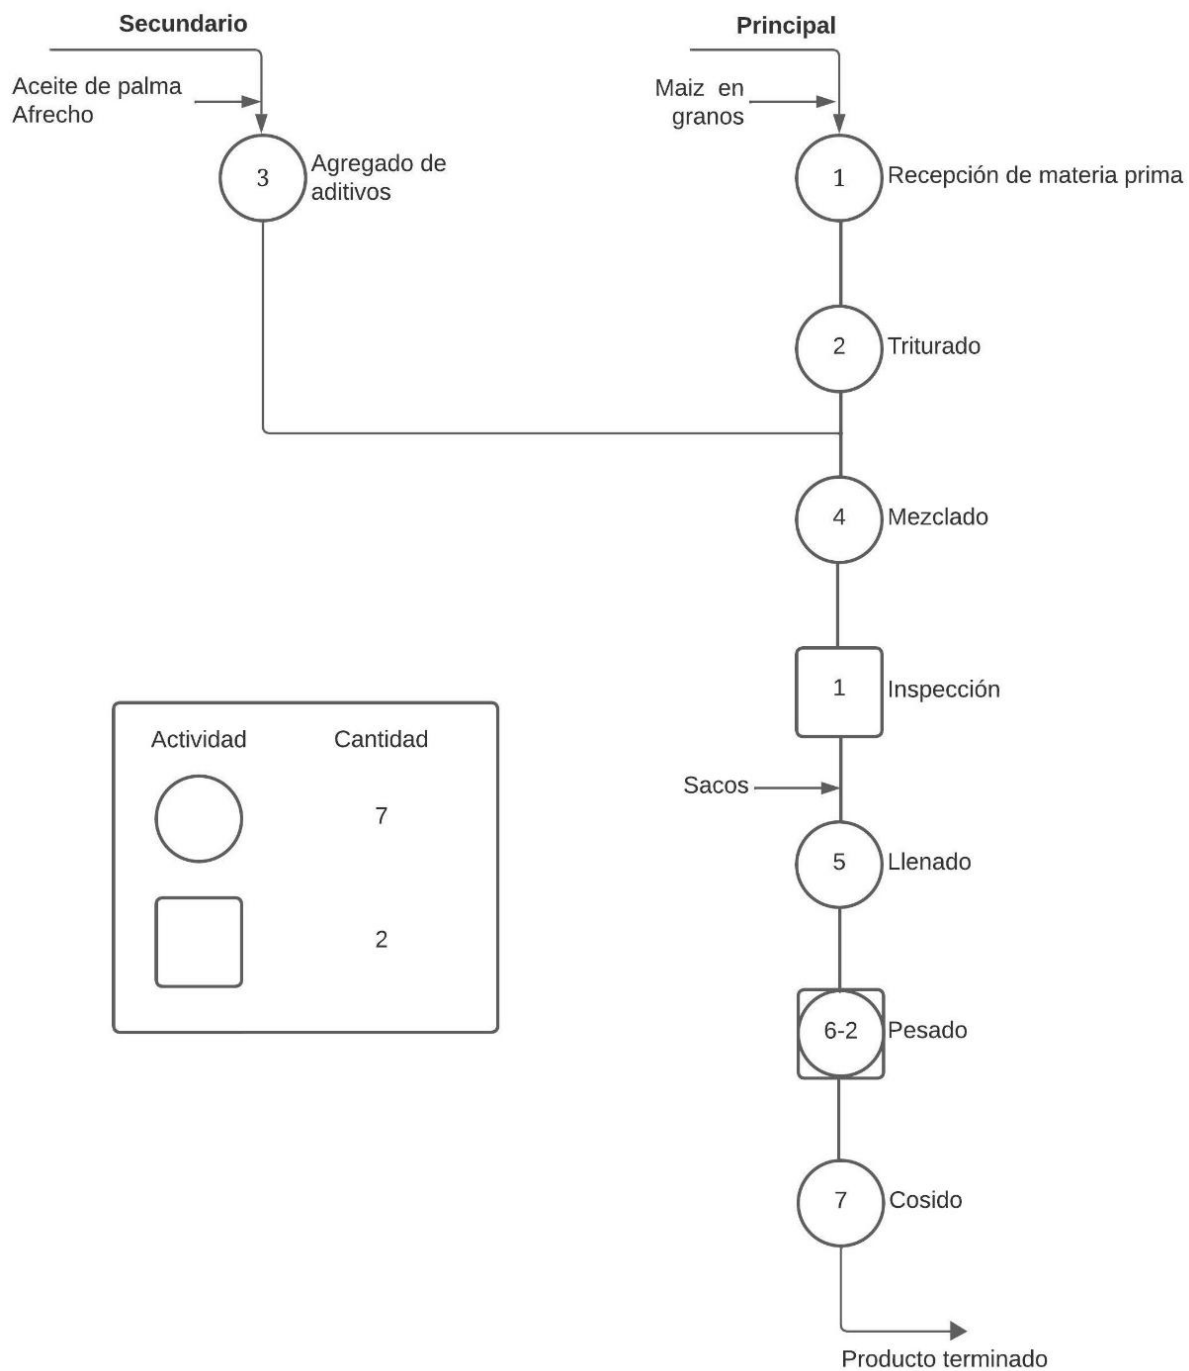 Secundario
Principal
Aceite de palma
Afrecho
Maiz en
granos
3
Agregado de
aditivos
1
Recepción de materia prima
2
Triturado
4
Mezclado
1
Inspección
Actividad
Cantidad
7
2
Sacos
5
Llenado
6-2
Pesado
7
Cosido
Producto terminado